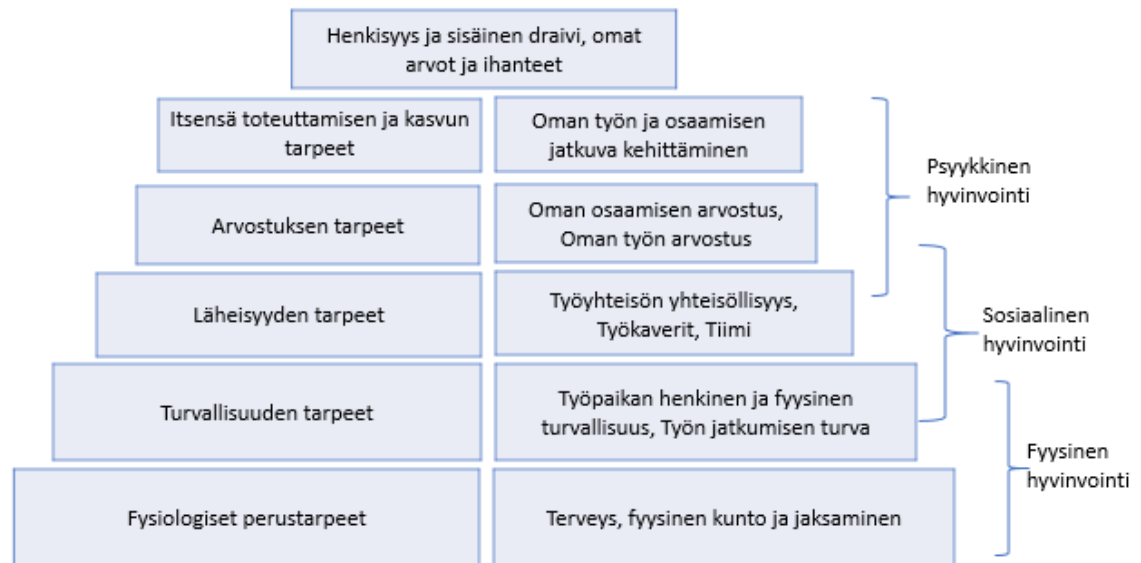 Henkisyys ja sisäinen draivi, omat
arvot ja ihanteet
Itsensä toteuttamisen ja kasvun
tarpeet
Oman työn ja osaamisen
jatkuva kehittäminen
Psyykkinen
hyvinvointi
Arvostuksen tarpeet
Oman osaamisen arvostus,
Oman työn arvostus
Läheisyyden tarpeet
Työyhteisön yhteisöllisyys,
Työkaverit, Tiimi
Sosiaalinen
hyvinvointi
Turvallisuuden tarpeet
Työpaikan henkinen ja fyysinen
turvallisuus, Työn jatkumisen turva
Fyysinen
hyvinvointi
Fysiologiset perustarpeet
Terveys, fyysinen kunto ja jaksaminen